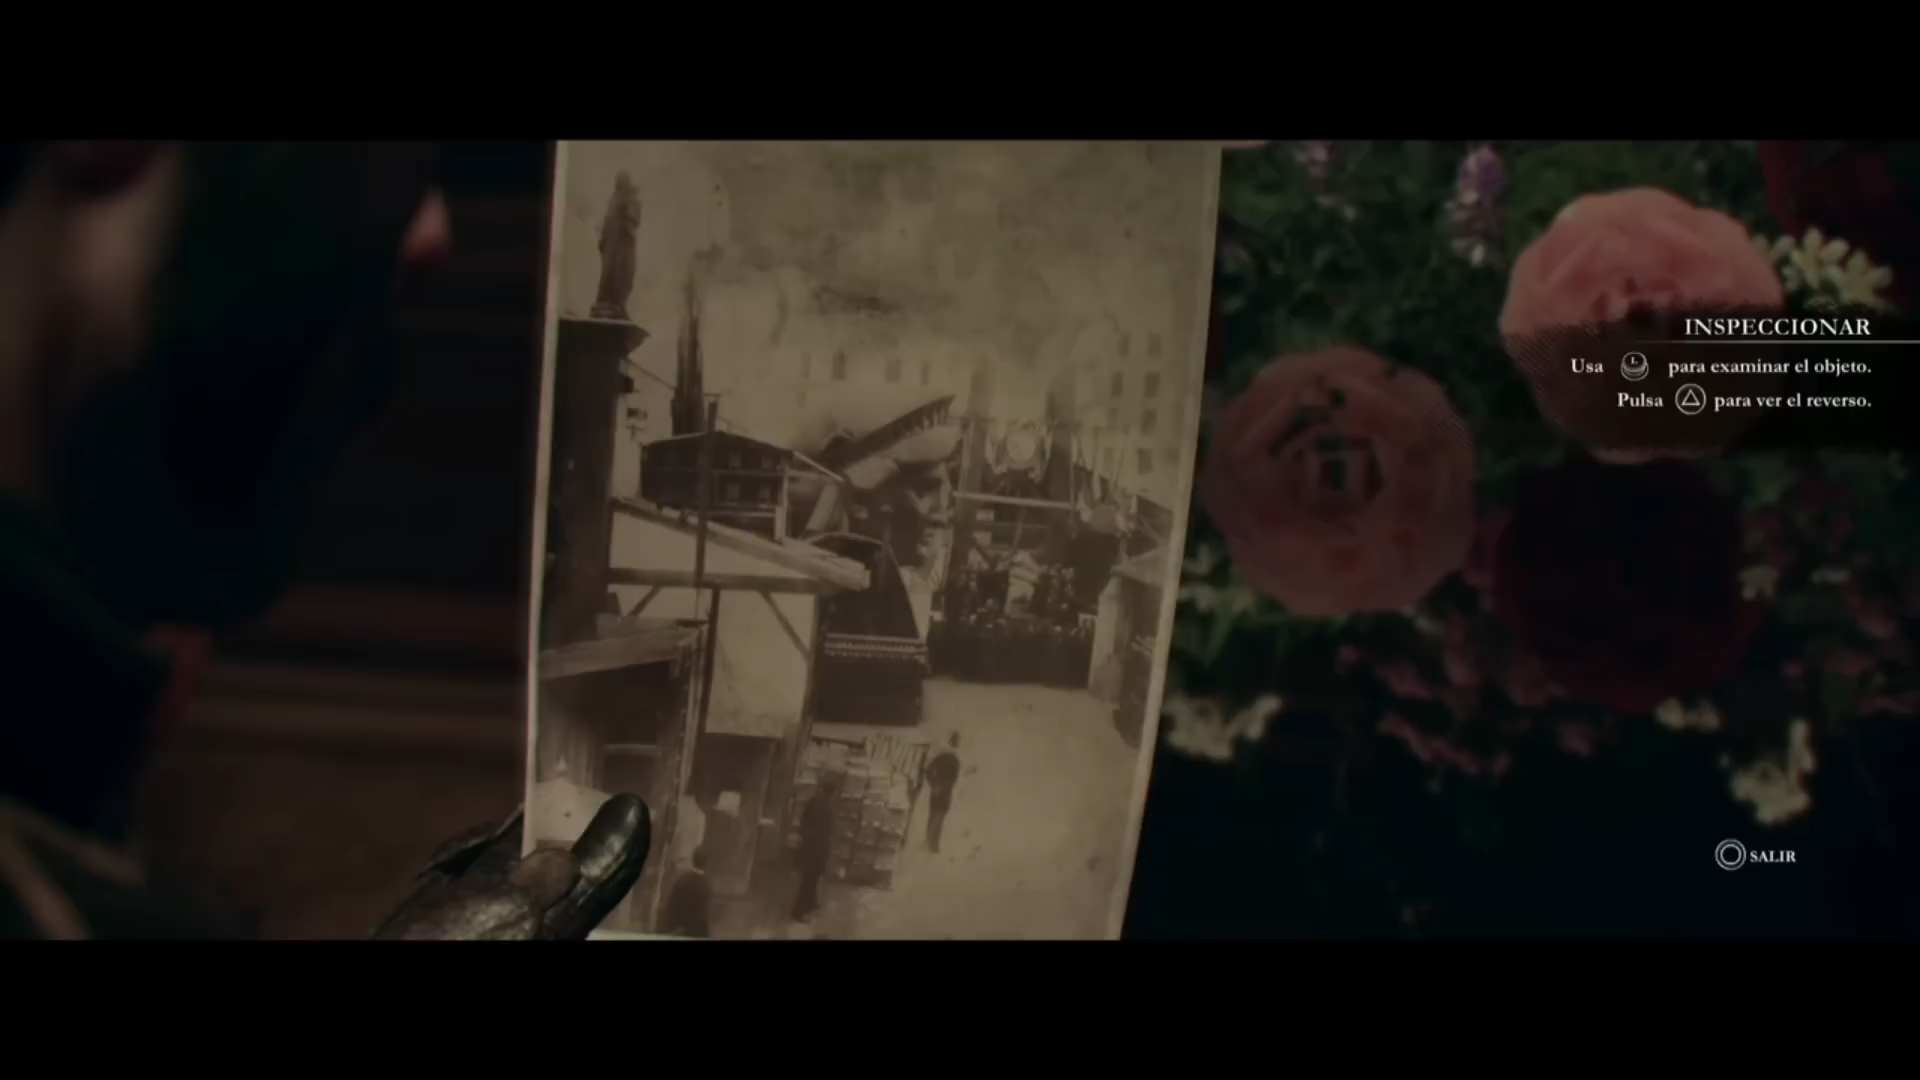 INSPECCIONAR
Usa L para examinar el objeto.
Pulsa para ver el reverso.
SALIR